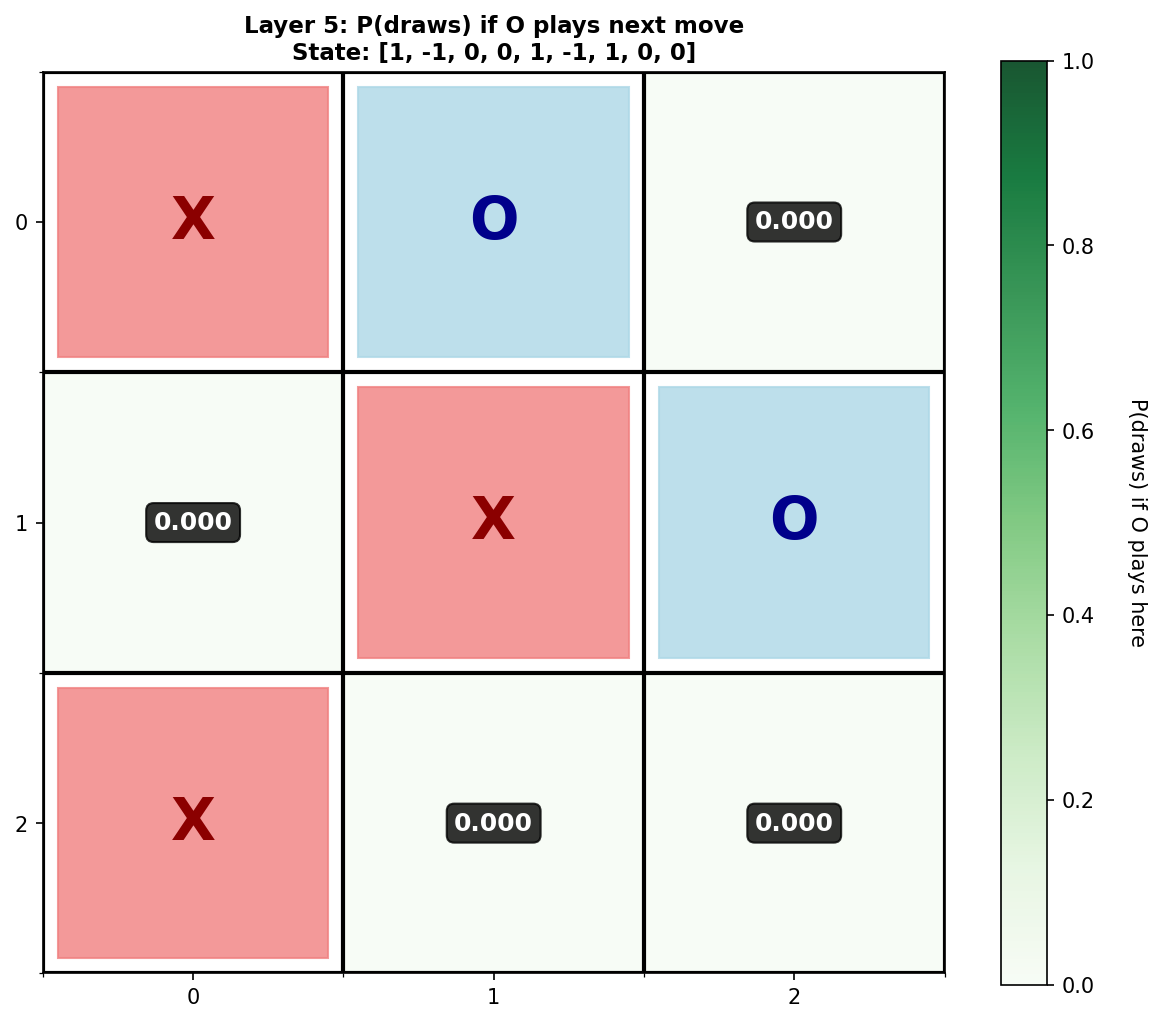 Layer 5: P(draws) if O plays next move
State: [1, -1, 0, 0, 1, -1, 1, 0, 0]
1.0
0.8
0.6
0.4
0.2
0.0
P(draws) if O plays here
0
X
O
0.000
1
0.000
X
O
2
X
0.000
0.000
0
1
2